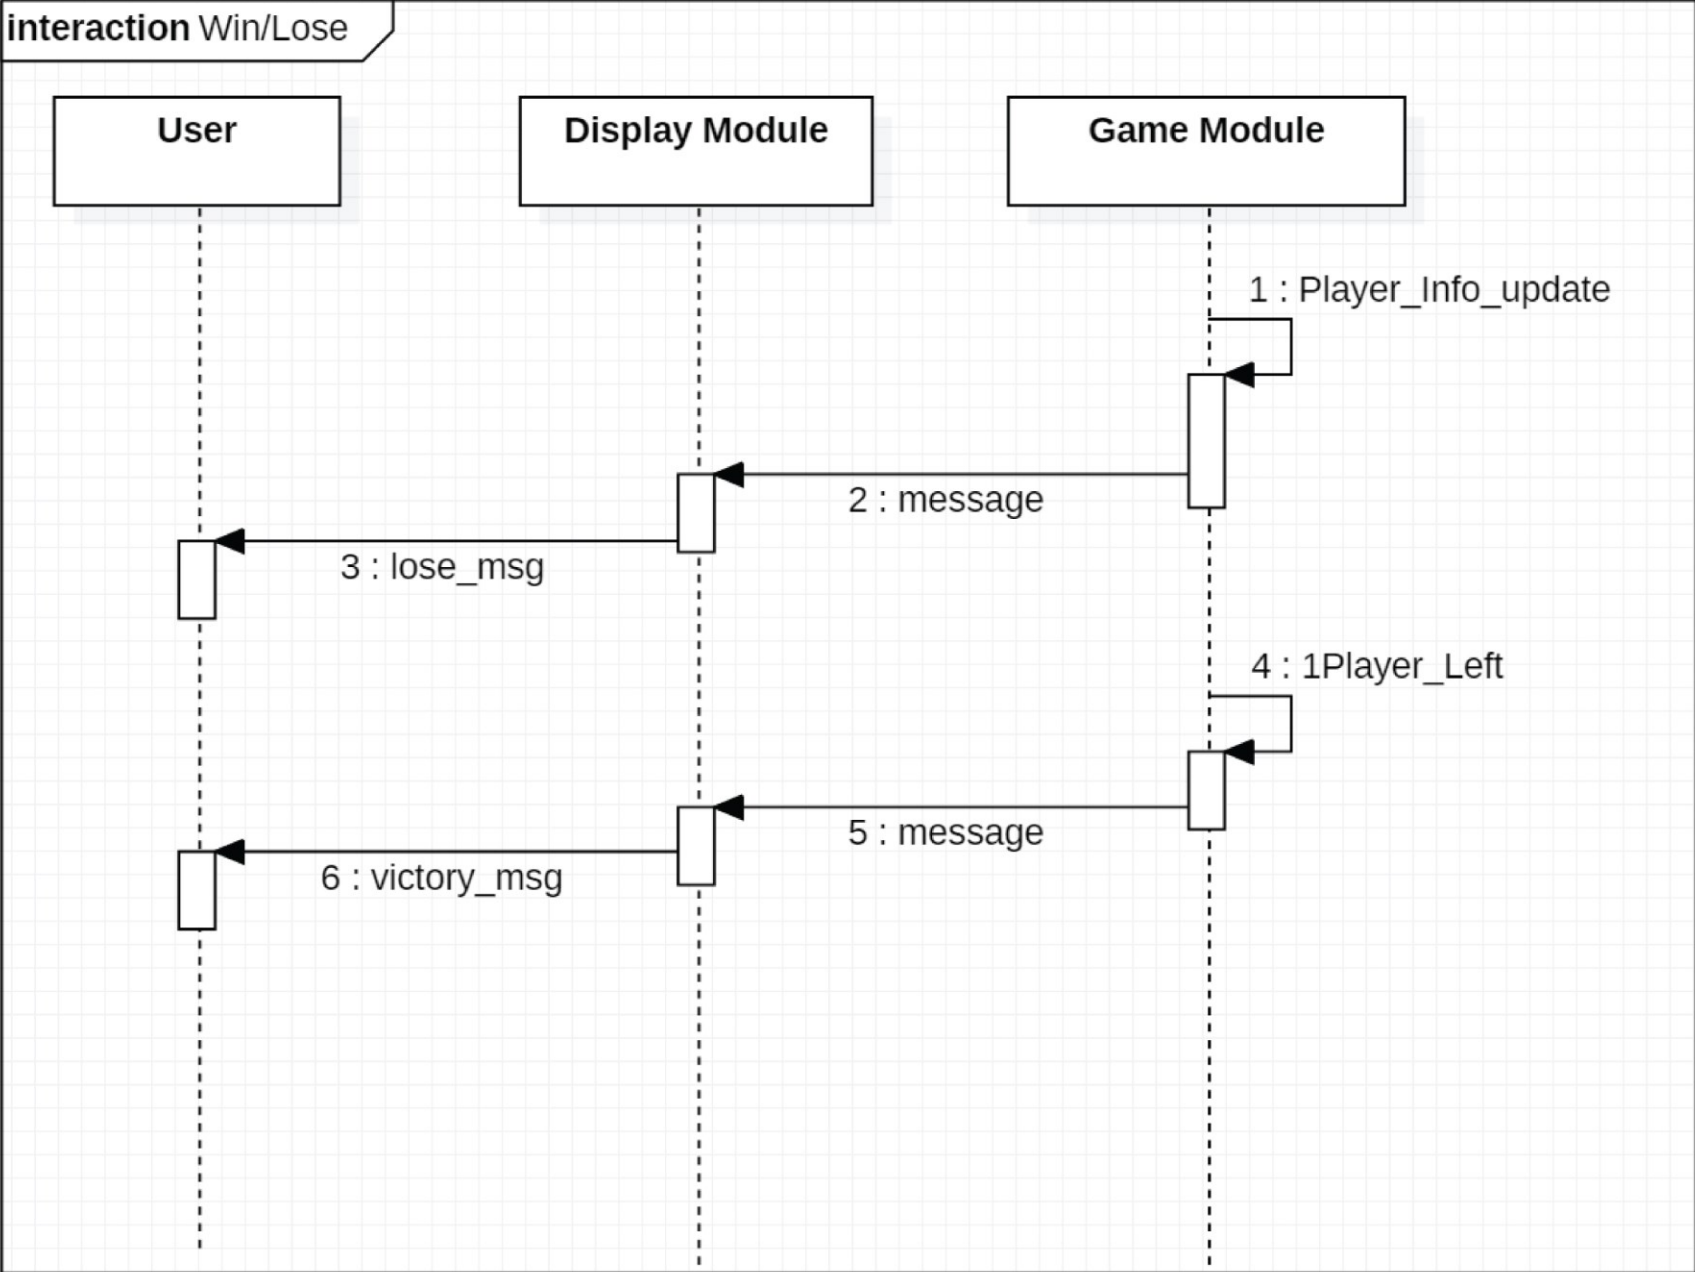 interaction Win/Lose
User
Display Module
Game Module
1 : Player_Info_update
2 : message
3 : lose_msg
4 : 1Player_Left
5 : message
6 : victory_msg